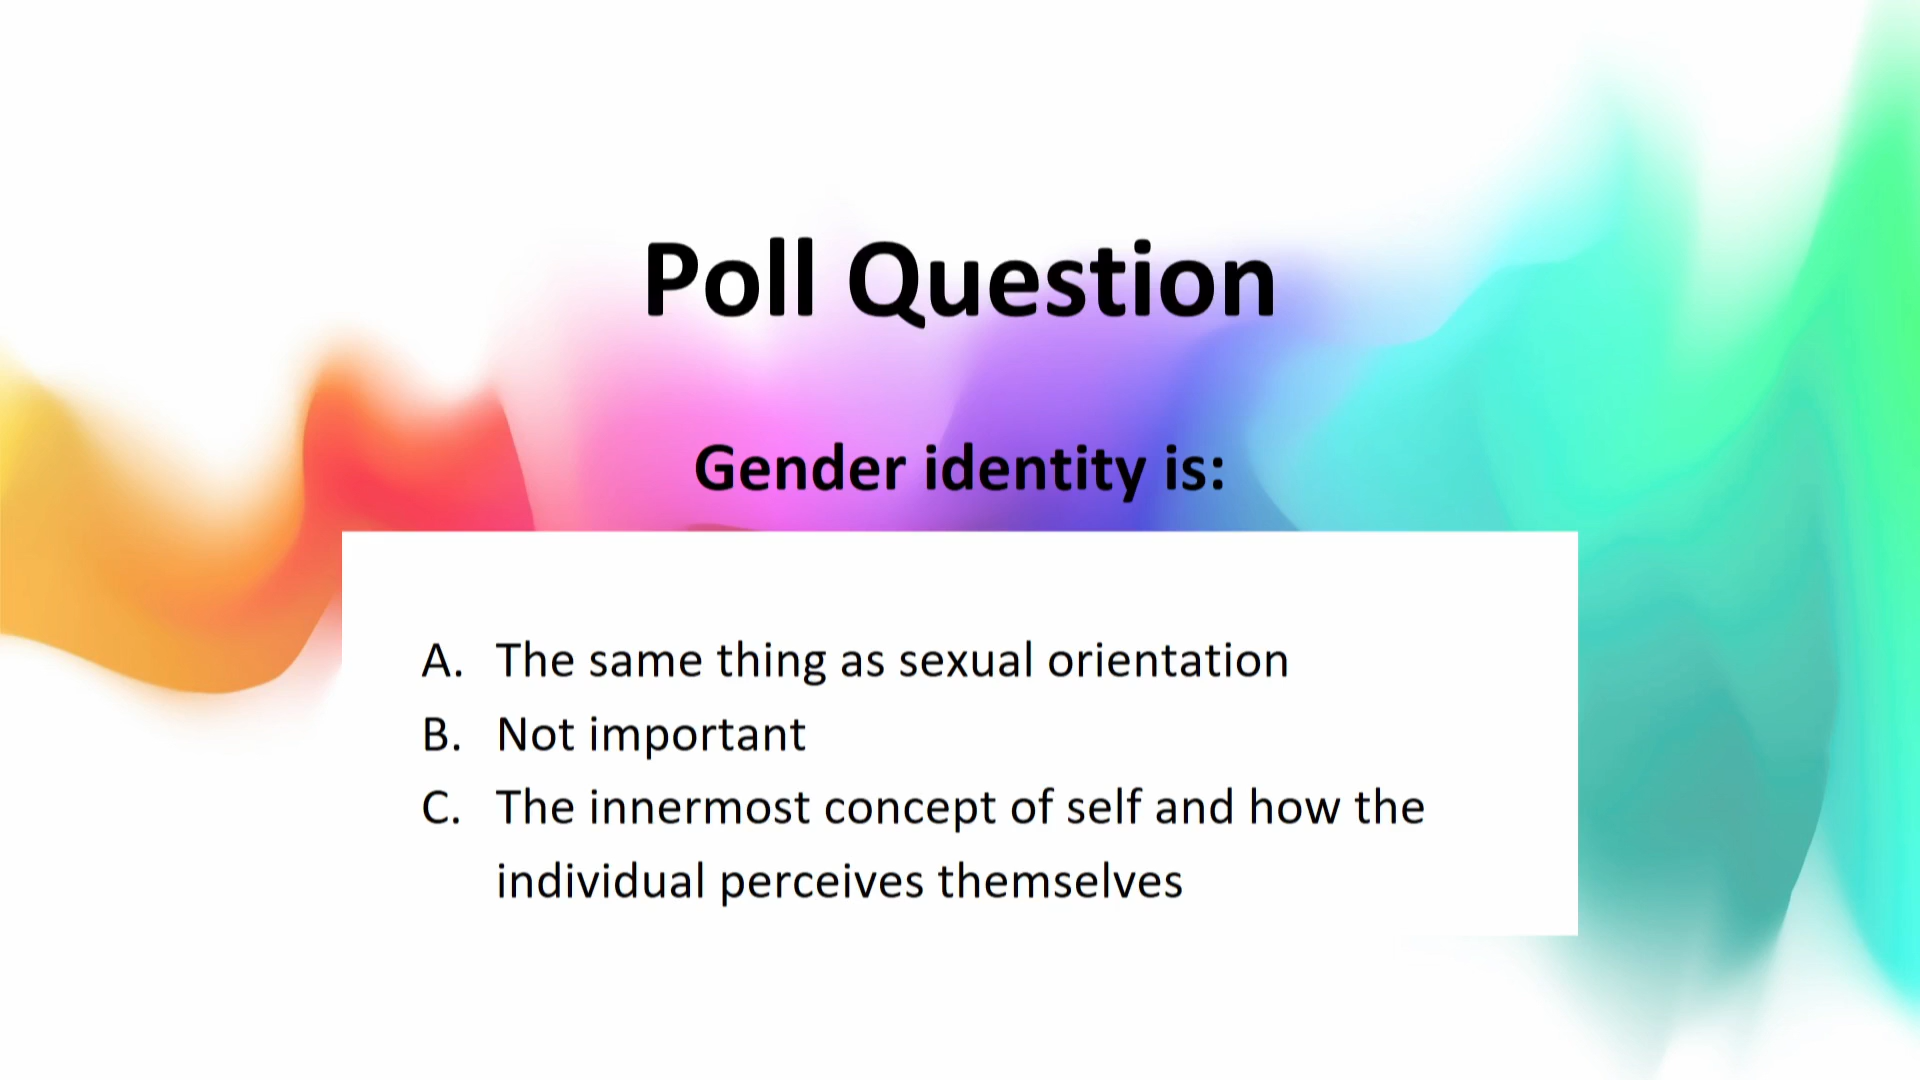 Poll Question
Gender identity is:
A. The same thing as sexual orientation
B. Not important
C. The innermost concept of self and how the
individual perceives themselves